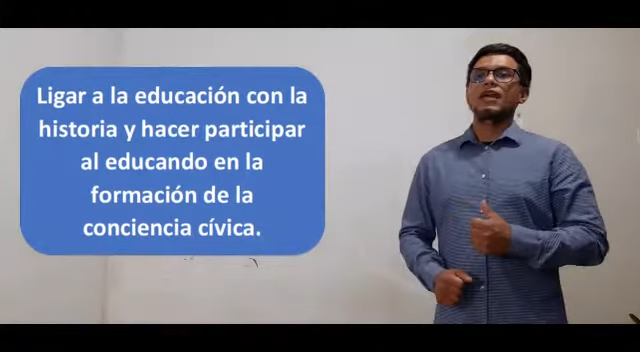 Ligar a la educación con la
historia y hacer participar
al educando en la
formación de la
conciencia cívica.